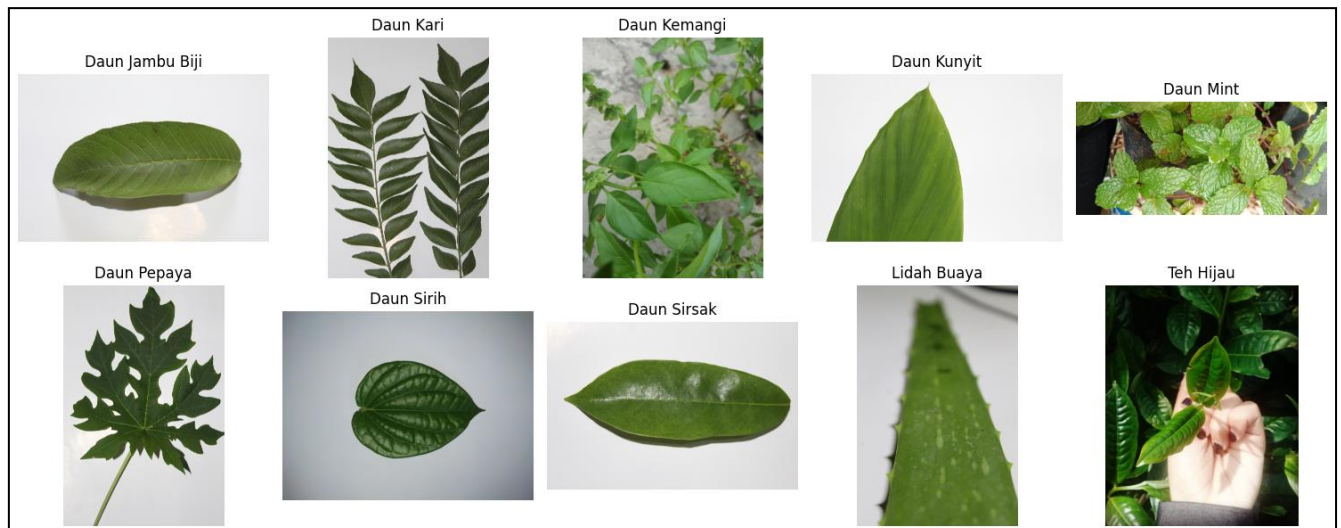 Daun Jambu Biji
Daun Kari
Daun Kemangi
Daun Kunyit
Daun Mint
Daun Pepaya
Daun Sirih
Daun Sirsak
Lidah Buaya
Teh Hijau